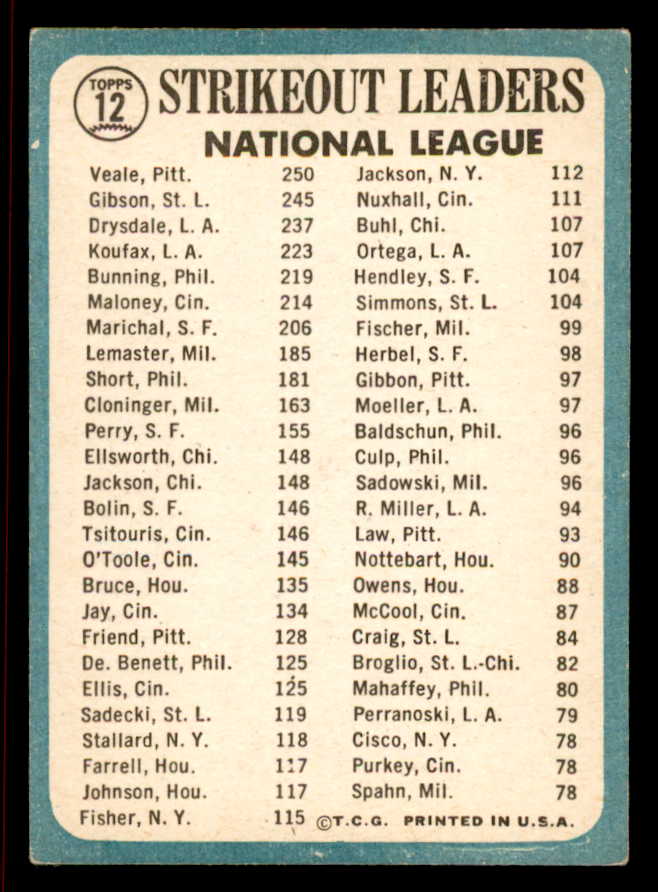 TOPPS
12
STRIKEOUT LEADERS
NATIONAL LEAGUE
Veale, Pitt. 250
Gibson, St. L. 245
Drysdale, L. A. 237
Koufax, L. A. 223
Bunning, Phil. 219
Maloney, Cin. 214
Marichal, S. F. 206
Lemaster, Mil. 185
Short, Phil. 181
Cloninger, Mil. 163
Perry, S. F. 155
Ellsworth, Chi. 148
Jackson, Chi. 148
Bolin, S. F. 146
Tsitouris, Cin. 146
O'Toole, Cin. 145
Bruce, Hou. 135
Jay, Cin. 134
Friend, Pitt. 128
De. Benett, Phil. 125
Ellis, Cin. 125
Sadecki, St. L. 119
Stallard, N. Y. 118
Farrell, Hou. 117
Johnson, Hou. 117
Fisher, N. Y. 115
Jackson, N. Y. 112
Nuxhall, Cin. 111
Buhl, Chi. 107
Ortega, L. A. 107
Hendley, S. F. 104
Simmons, St. L. 104
Fischer, Mil. 99
Herbel, S. F. 98
Gibbon, Pitt. 97
Moeller, L. A. 97
Baldschun, Phil. 96
Culp, Phil. 96
Sadowski, Mil. 96
R. Miller, L. A. 94
Law, Pitt. 93
Nottebart, Hou. 90
Owens, Hou. 88
McCool, Cin. 87
Craig, St. L. 84
Broglio, St. L.-Chi. 82
Mahaffey, Phil. 80
Perranoski, L. A. 79
Cisco, N. Y. 78
Purkey, Cin. 78
Spahn, Mil. 78
©T.C.G. PRINTED IN U.S.A.